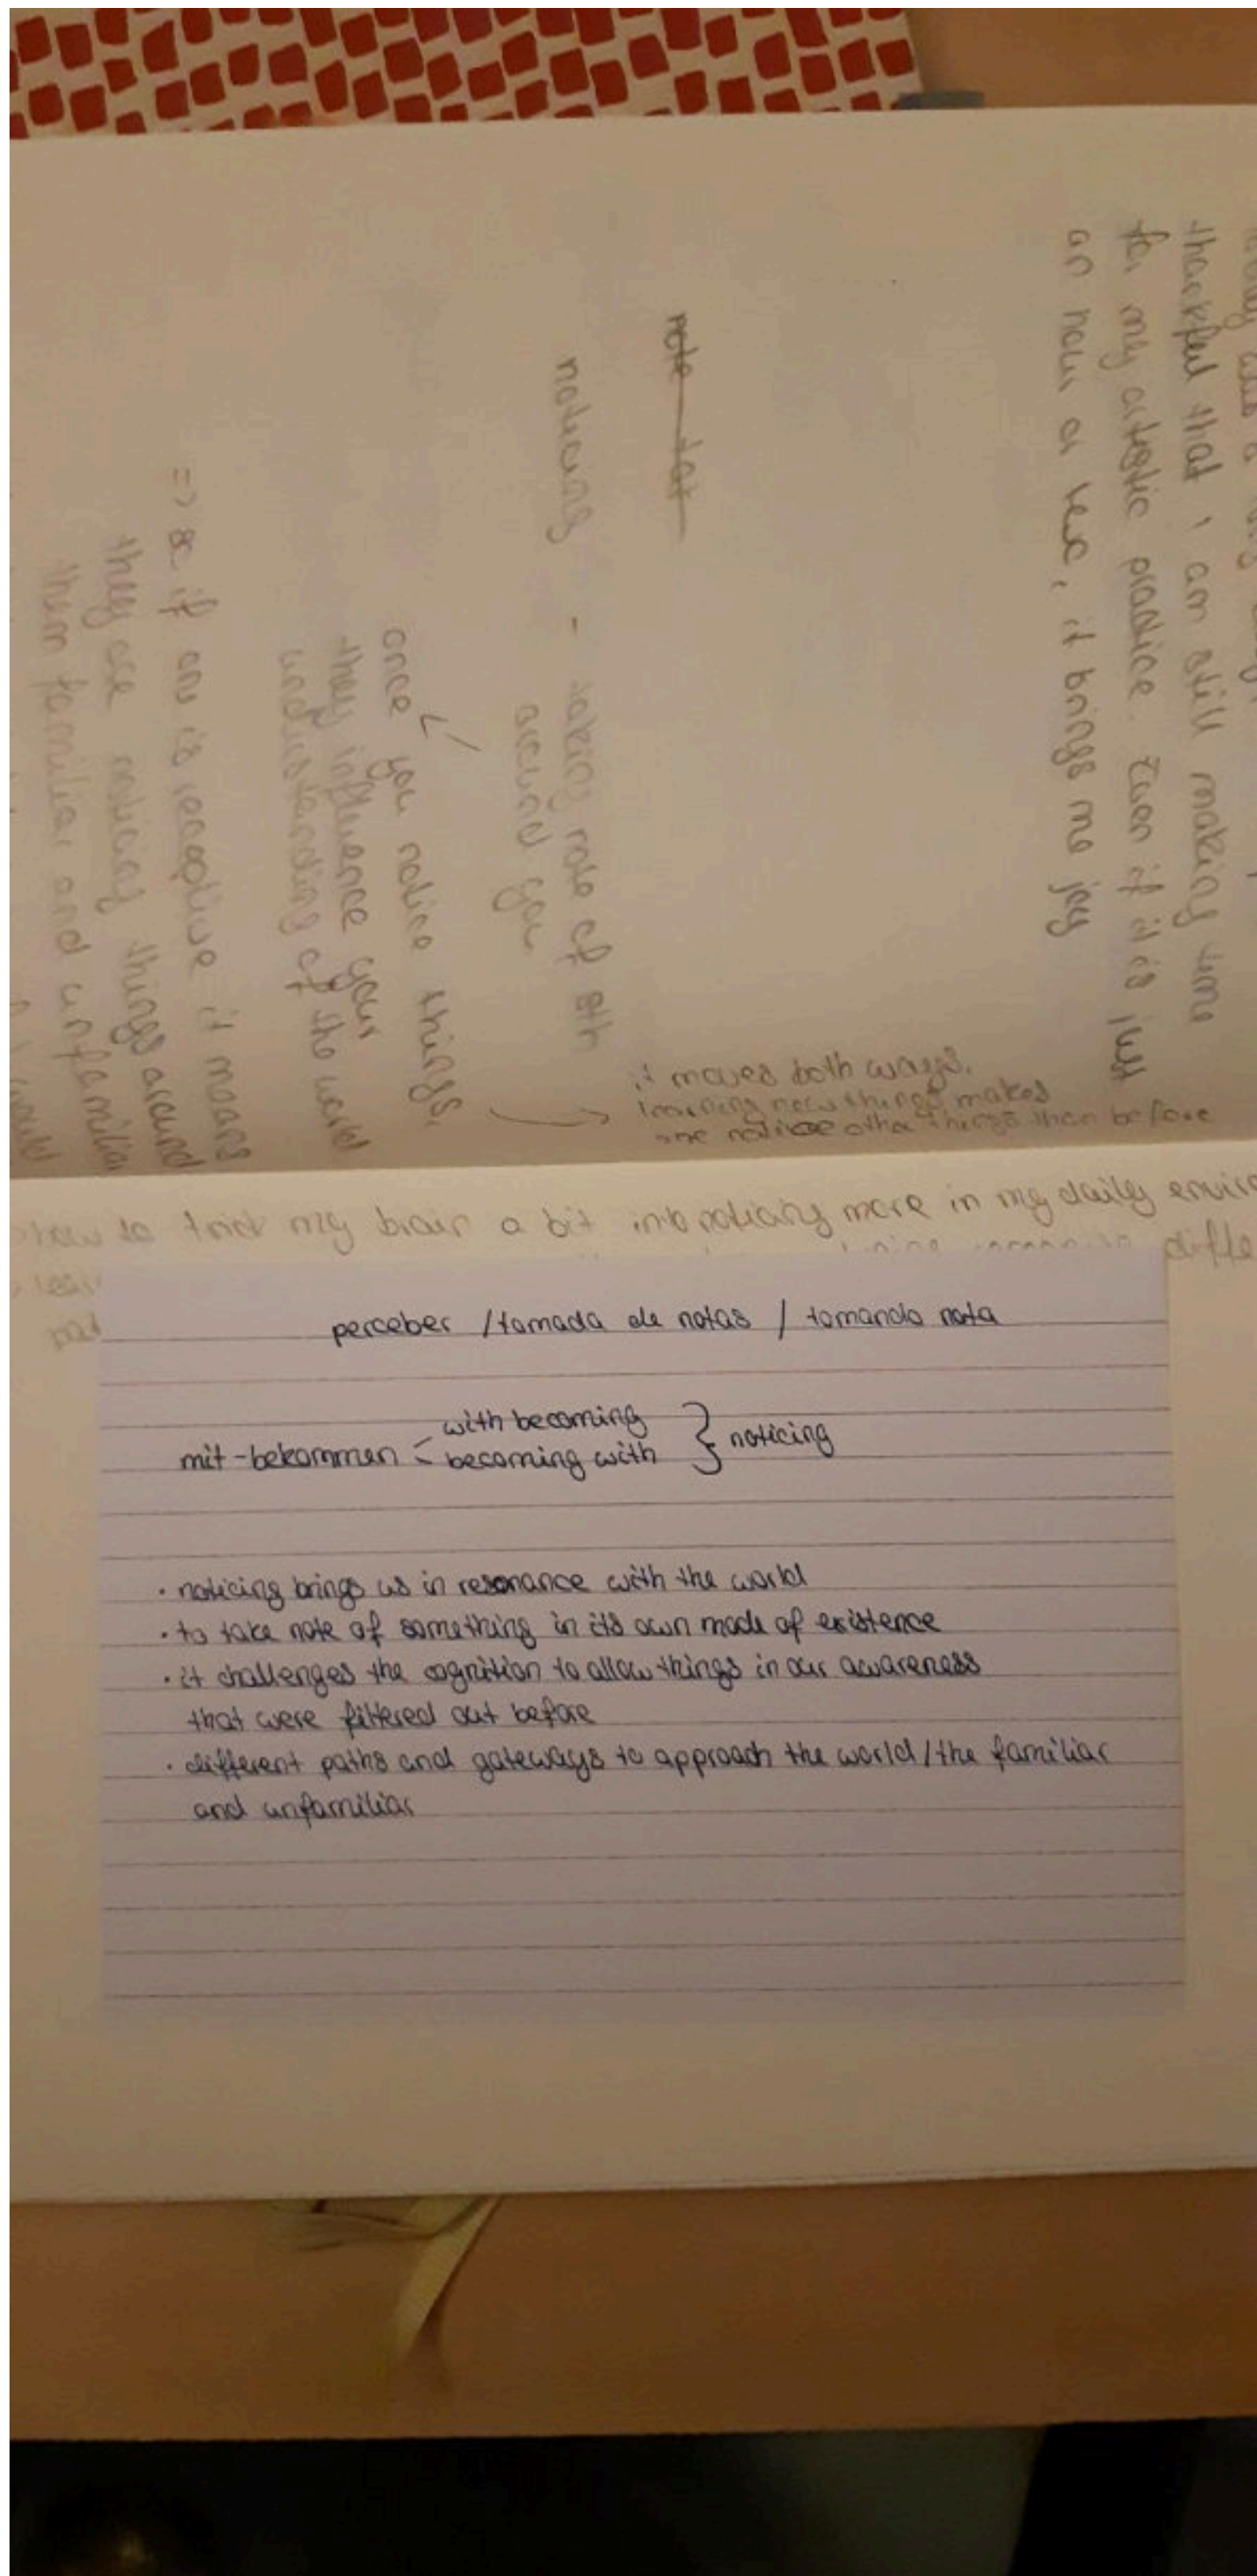 thankful that I am still making time
for my artistic practice. Even if it is just
an hour or two, it brings me joy
note
noticing - taking note of sth
around you
once you notice things,
they influence your
understanding of the world
=> so if one is receptive it means
they are noticing things around
them familiar and unfamiliar
it moves both ways,
learning new things makes
one notice other things than before
how to trick my brain a bit into noticing more in my daily enviro
perceber / tomada de notas / tomando nota
mit-bekommen < with becoming
becoming with } noticing
· noticing brings us in resonance with the world
· to take note of something in its own mode of existence
· it challenges the cognition to allow things in our awareness
that were filtered out before
· different paths and gateways to approach the world/the familiar
and unfamiliar